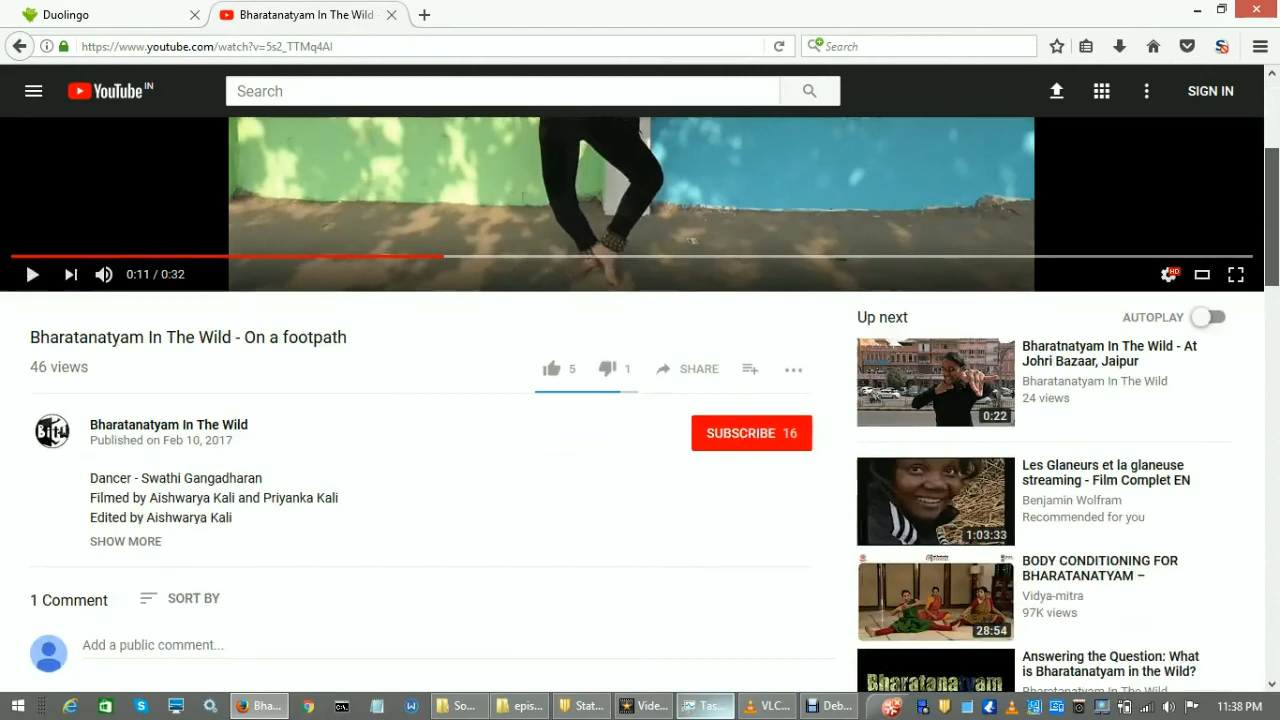 Duolingo
Bharatanatyam In The Wild
https://www.youtube.com/watch?v=5s2_TTMq4AI
Search
YouTube IN
Search
SIGN IN
0:11 / 0:32
HD
Bharatanatyam In The Wild - On a footpath
46 views
5
1
SHARE
Bharatanatyam In The Wild
Published on Feb 10, 2017
SUBSCRIBE 16
Dancer - Swathi Gangadharan
Filmed by Aishwarya Kali and Priyanka Kali
Edited by Aishwarya Kali
SHOW MORE
1 Comment
SORT BY
Add a public comment...
Up next
AUTOPLAY
Bharatnatyam In The Wild - At
Johri Bazaar, Jaipur
Bharatanatyam In The Wild
24 views
0:22
Les Glaneurs et la glaneuse
streaming - Film Complet EN
Benjamin Wolfram
Recommended for you
1:03:33
BODY CONDITIONING FOR
BHARATANATYAM –
Vidya-mitra
97K views
28:54
Answering the Question: What
is Bharatanatyam in the Wild?
Bharatanatyam In The Wild
Bharatanatyam
Bha...
So...
epis...
Stat...
Vide...
Tas...
VLC...
Deb...
11:38 PM